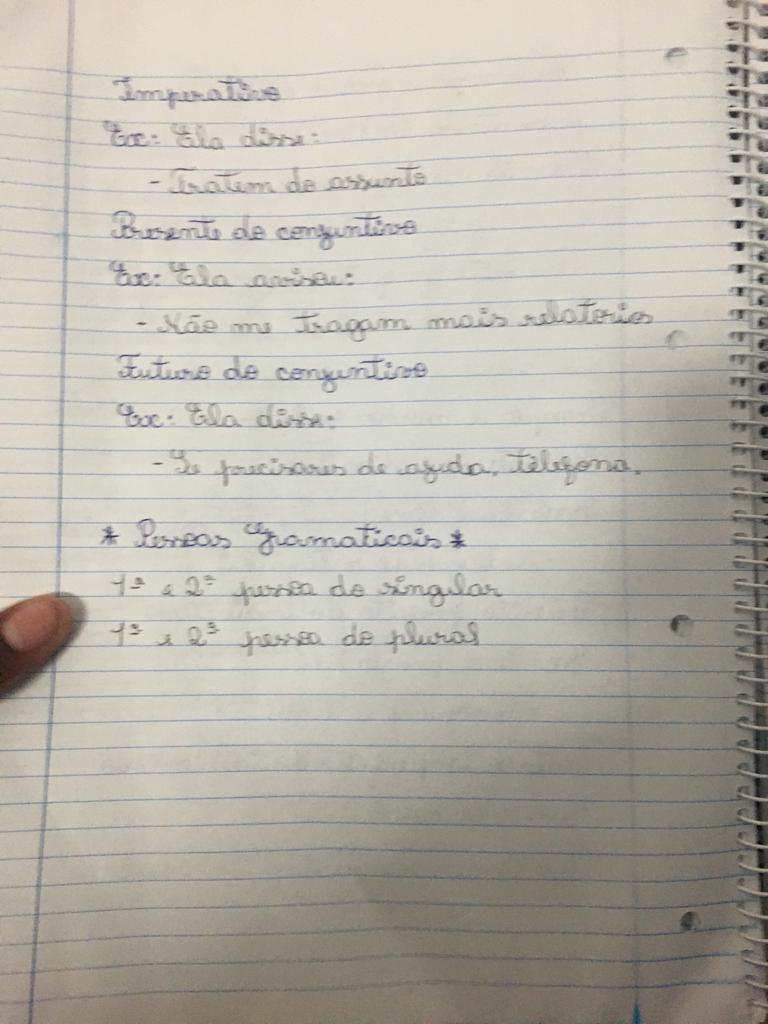 Imperativo
Ex: Ela disse:
- Tratem do assunto
Presente do conjuntivo
Ex: Ela avisou:
- Não me tragam mais relatorios
Futuro do conjuntivo
Ex: Ela disse:
- Se precisares de ajuda, telefona.
* Pessoas Gramaticais *
1ª e 2ª pessoa do singular
1ª e 2ª pessoa do plural